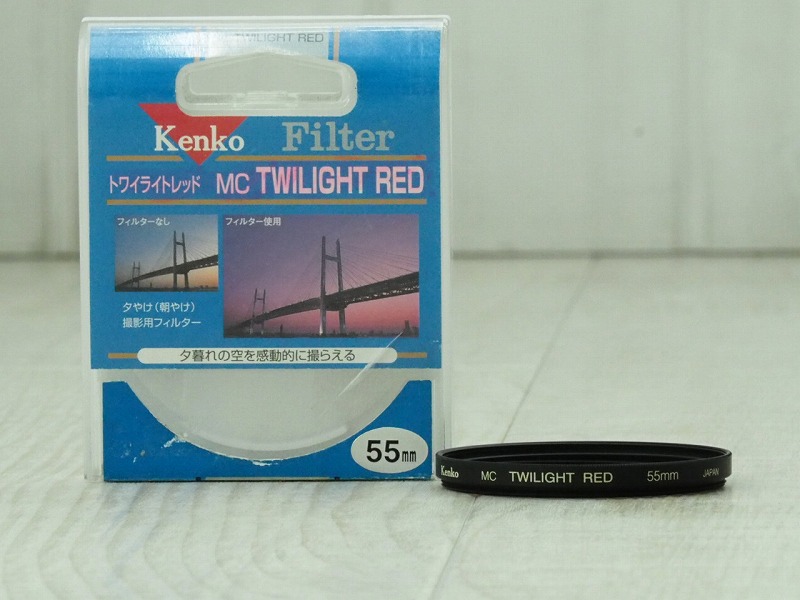 TWILIGHT RED
Kenko Filter
トワイライトレッド MC TWILIGHT RED
フィルターなし
フィルター使用
夕やけ(朝やけ)
撮影用フィルター
夕暮れの空を感動的に撮らえる
55mm
Kenko MC TWILIGHT RED 55mm JAPAN